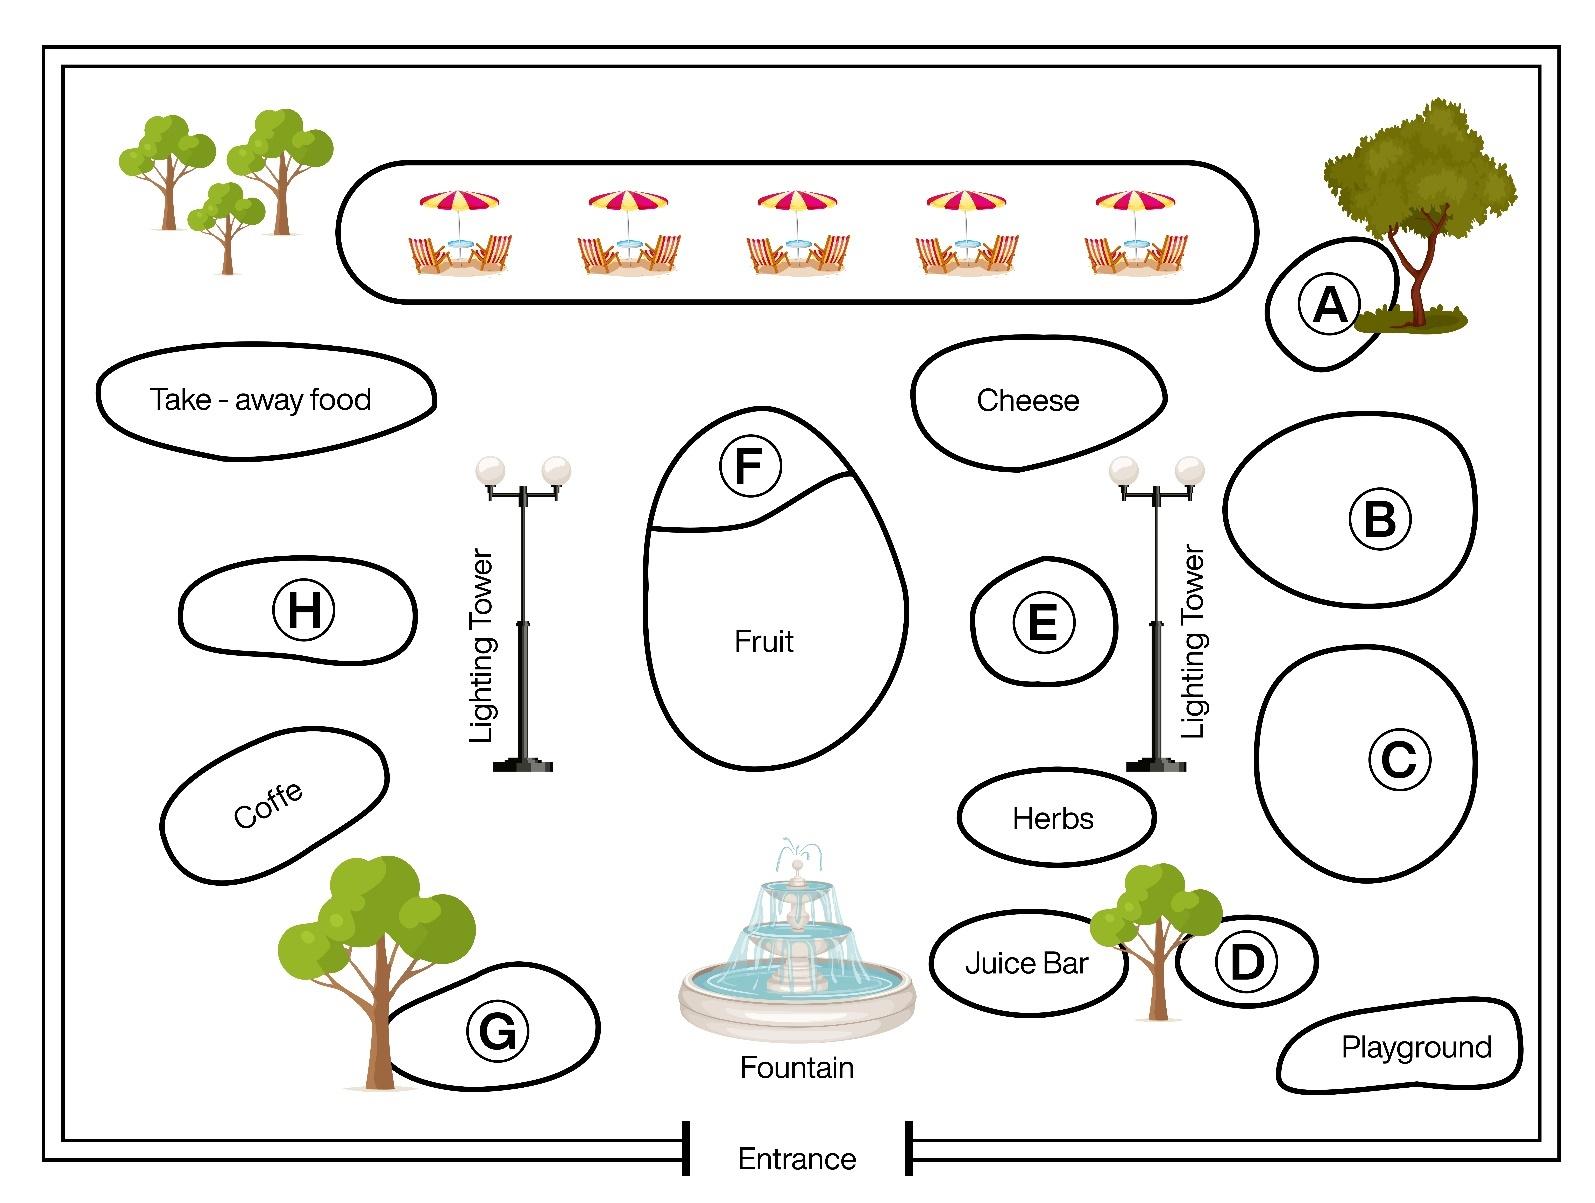 A
Take - away food
Cheese
F
B
H
Lighting Tower
E
Lighting Tower
Fruit
C
Coffe
Herbs
Juice Bar
D
G
Playground
Fountain
Entrance